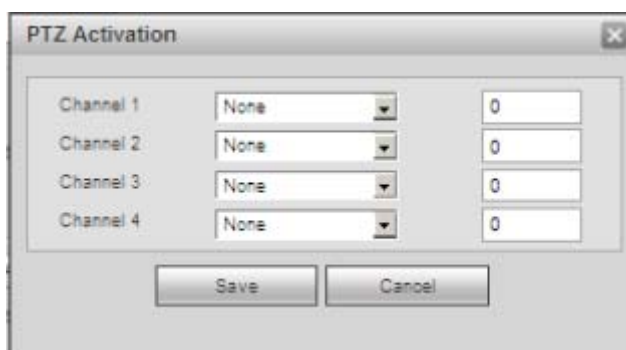 PTZ Activation
Channel 1 None 0
Channel 2 None 0
Channel 3 None 0
Channel 4 None 0
Save Cancel